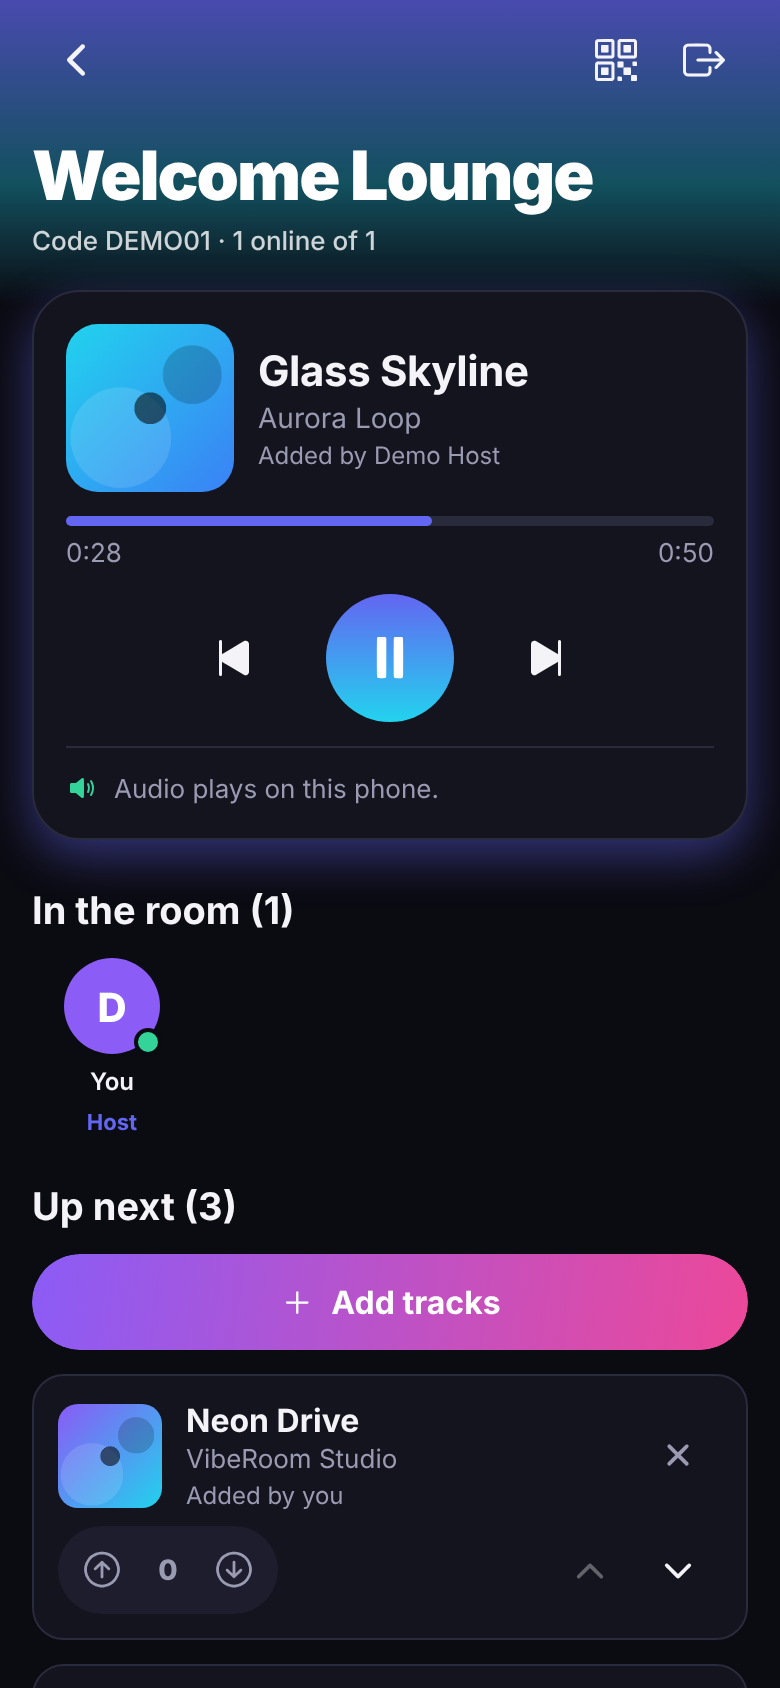 Welcome Lounge
Code DEMO01 · 1 online of 1
Glass Skyline
Aurora Loop
Added by Demo Host
0:28
0:50
Audio plays on this phone.
In the room (1)
D
You
Host
Up next (3)
Add tracks
Neon Drive
VibeRoom Studio
Added by you
0